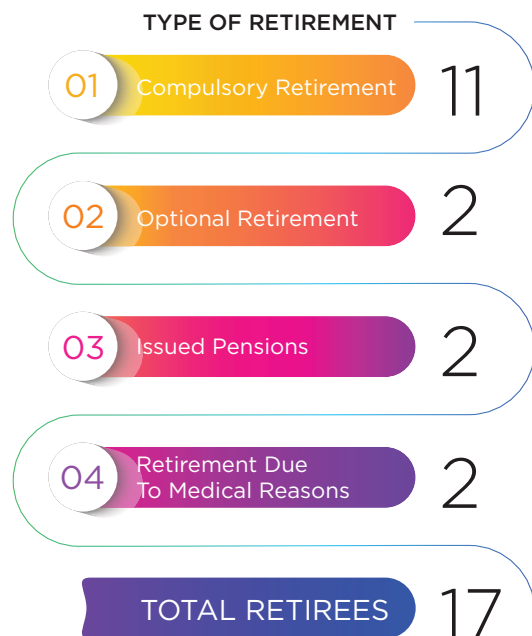 TYPE OF RETIREMENT
01 Compulsory Retirement 11
02 Optional Retirement 2
03 Issued Pensions 2
04 Retirement Due
To Medical Reasons 2
TOTAL RETIREES 17